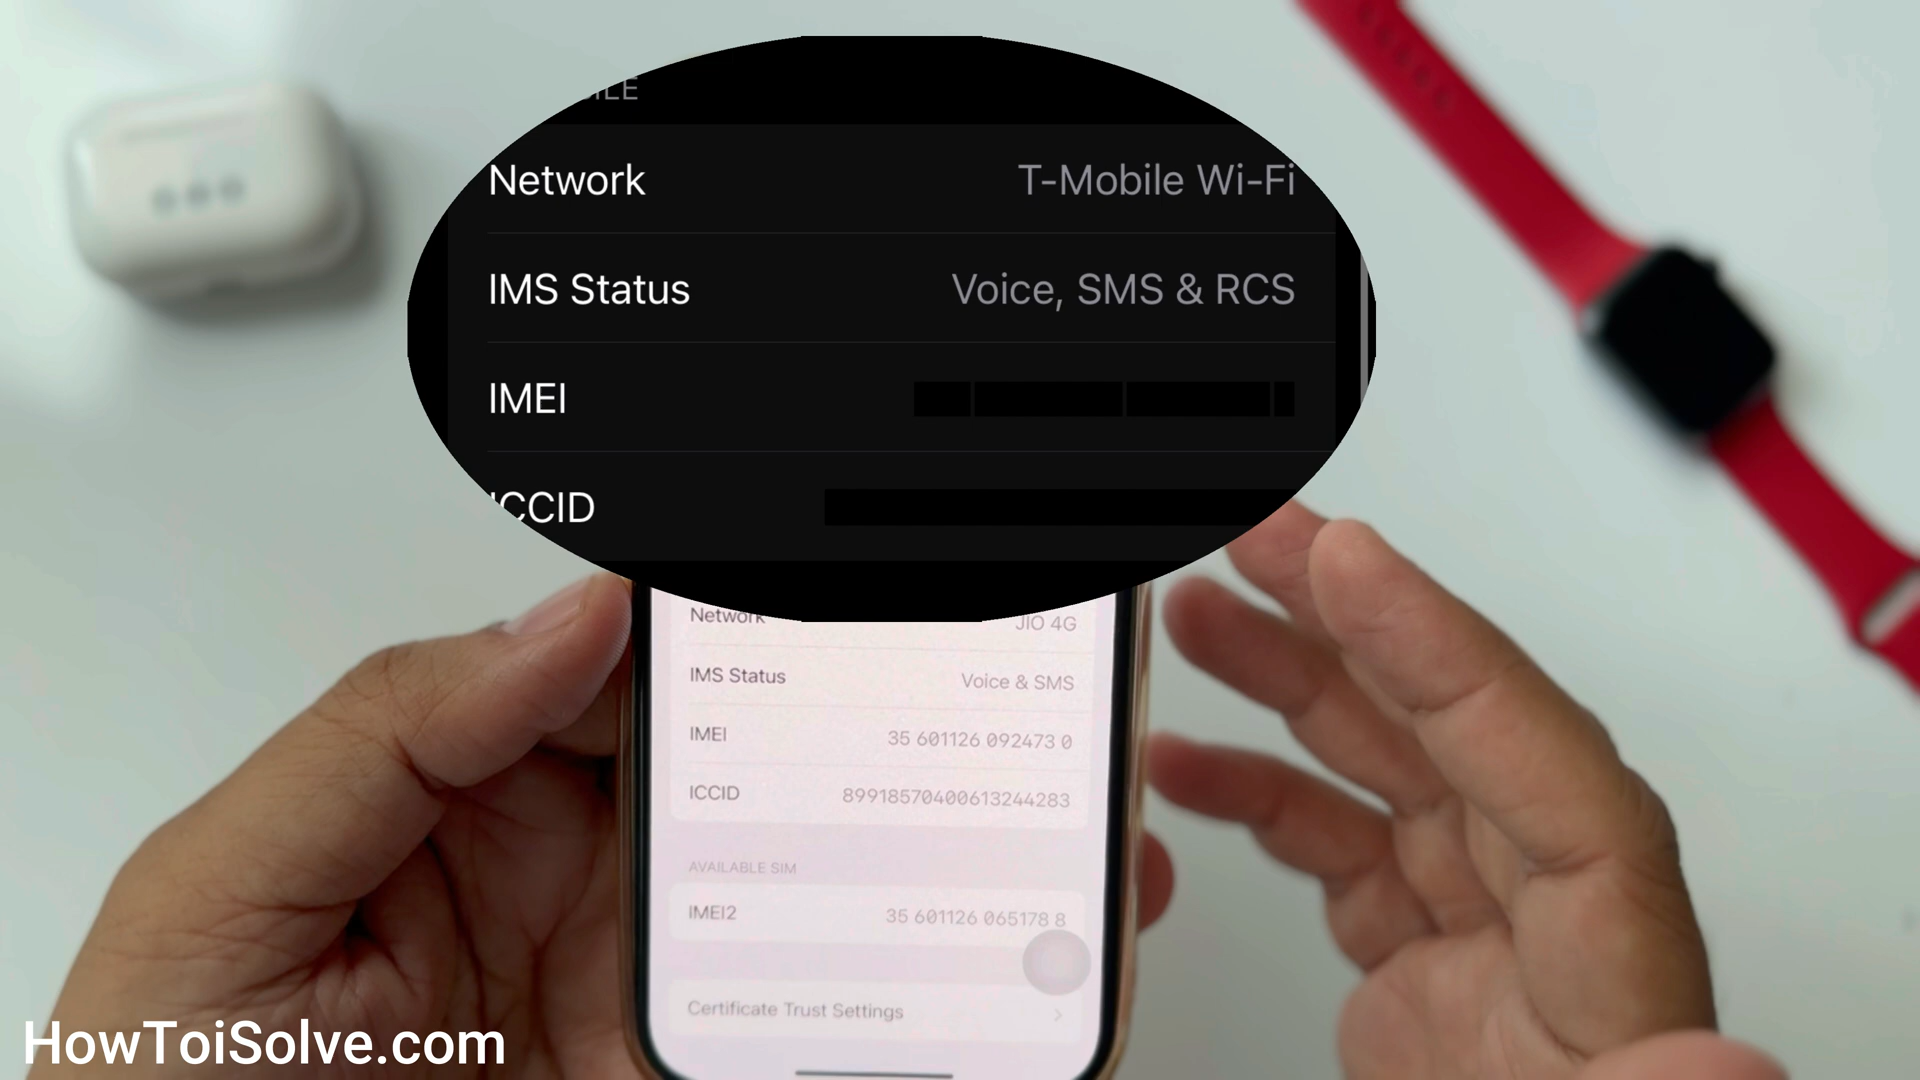 Network T-Mobile Wi-Fi
IMS Status Voice, SMS & RCS
IMEI
ICCID
Network JIO 4G
IMS Status Voice & SMS
IMEI 35 601126 092473 0
ICCID 89918570400613244283
AVAILABLE SIM
IMEI2 35 601126 065178 8
Certificate Trust Settings
HowToiSolve.com